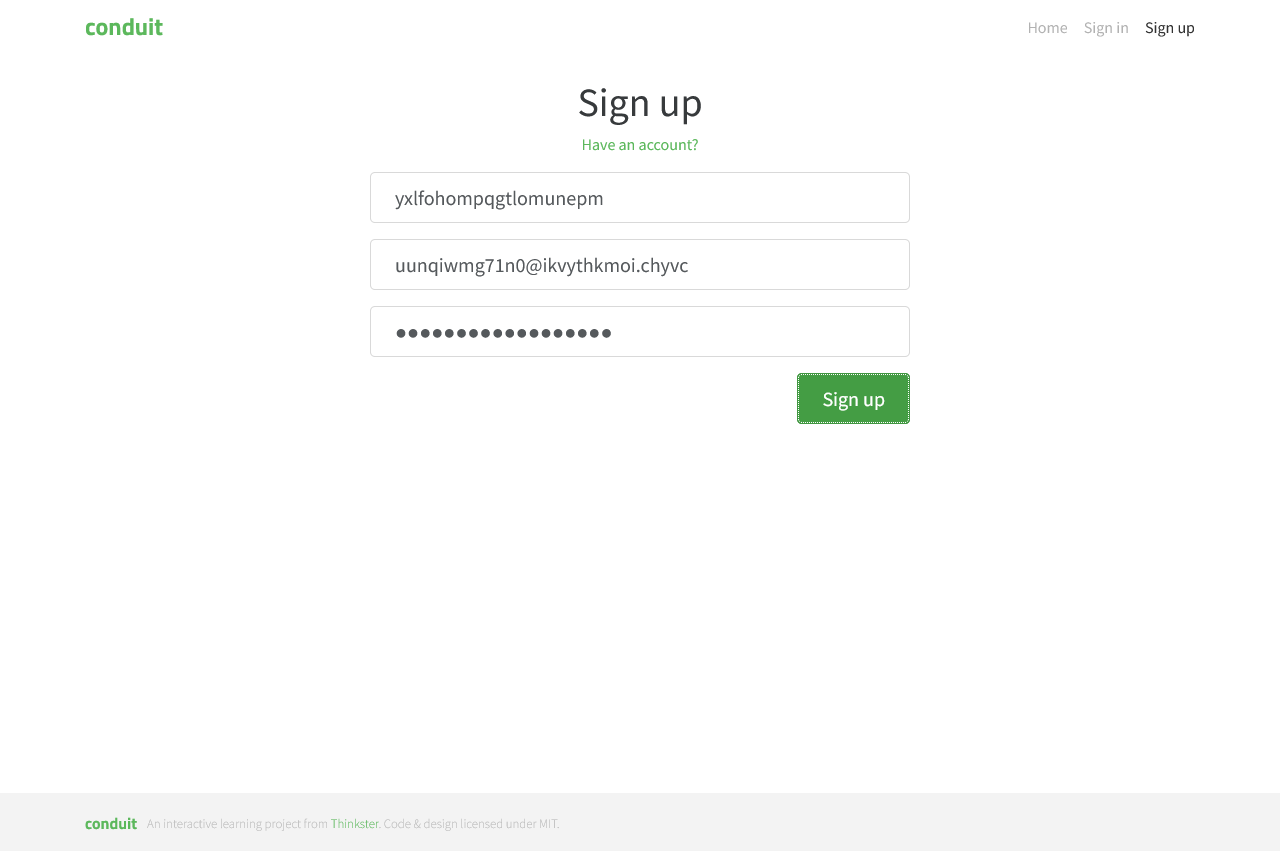 conduit
Home Sign in Sign up
Sign up
Have an account?
yxlfohompqgtlomunepm
uunqiwmg71n0@ikvythkmoi.chyvc
●●●●●●●●●●●●●●●●●●
Sign up
conduit An interactive learning project from Thinkster. Code & design licensed under MIT.